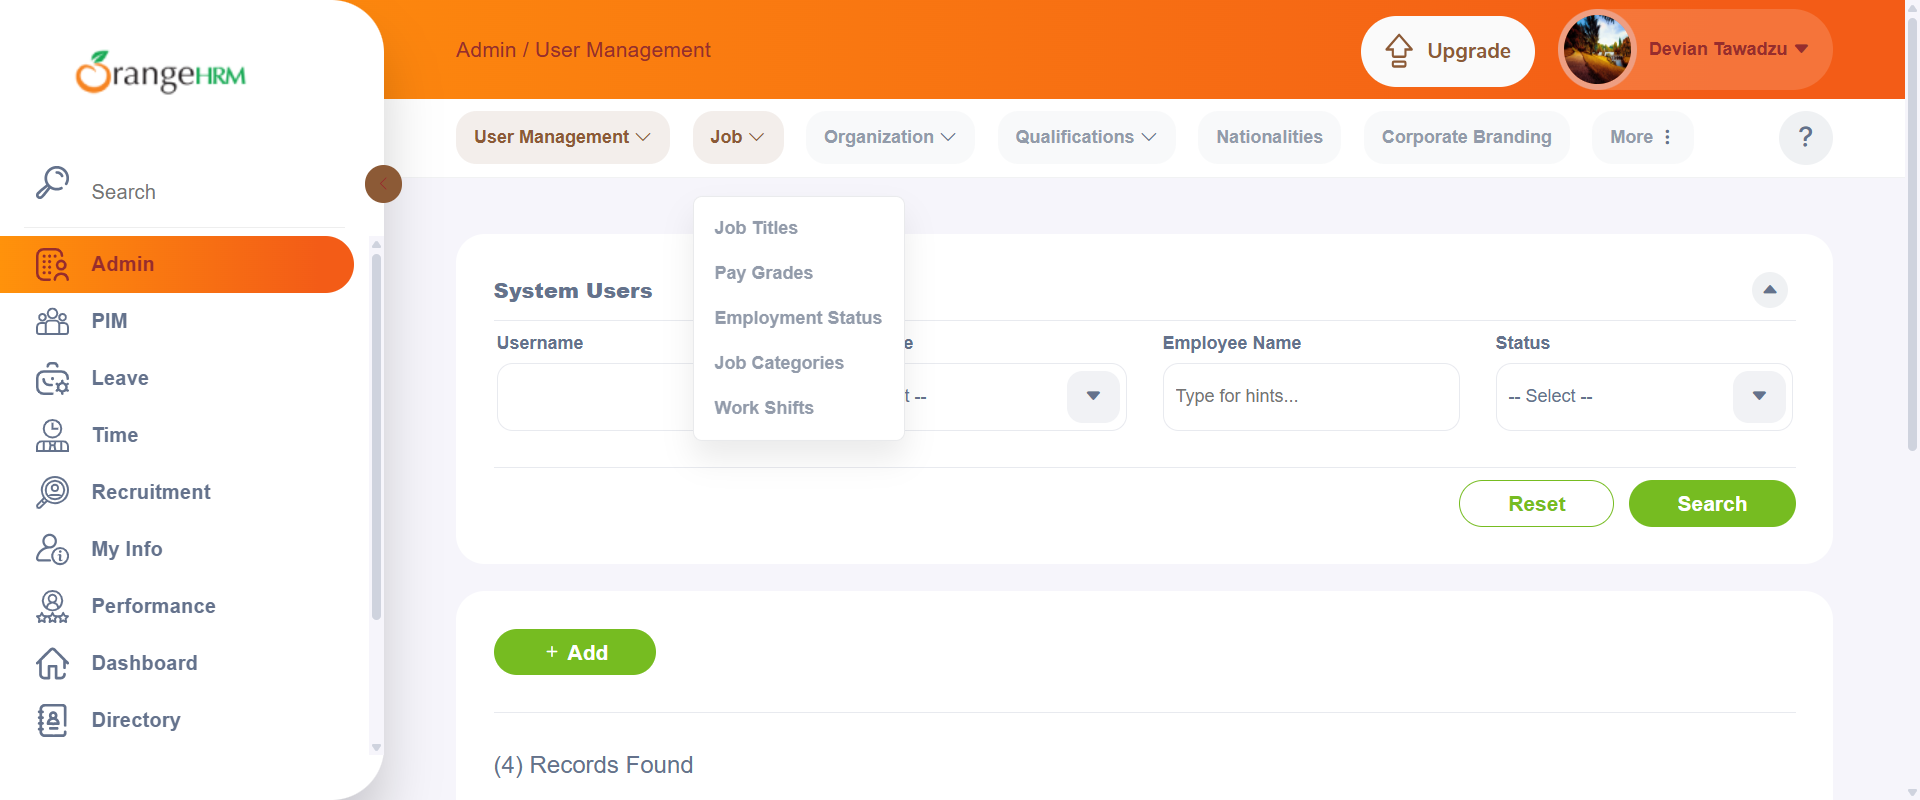 OrangeHRM
Search
Admin
PIM
Leave
Time
Recruitment
My Info
Performance
Dashboard
Directory
Admin / User Management
Upgrade
Devian Tawadzu
User Management
Job
Organization
Qualifications
Nationalities
Corporate Branding
More
?
Job Titles
Pay Grades
Employment Status
Job Categories
Work Shifts
System Users
Username
e
Employee Name
Status
t --
Type for hints...
-- Select --
Reset
Search
+ Add
(4) Records Found